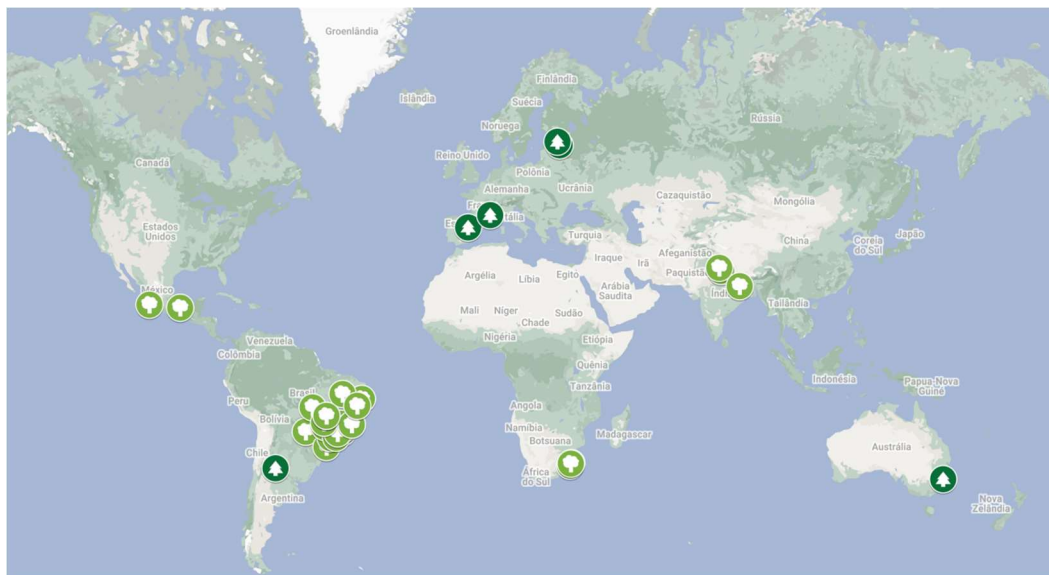 Groenlândia
Islândia
Finlândia
Suécia
Noruega
Rússia
Reino Unido
Polônia
Canadá
Alemanha
Ucrânia
Cazaquistão
Mongólia
Estados
Unidos
Turquia
Afeganistão
China
Coreia
do Sul
Japão
Iraque
Irã
Paquistão
Argélia
Líbia
Egito
Arábia
Saudita
México
Mali
Níger
Chade
Sudão
Tailândia
Nigéria
Etiópia
Venezuela
Colômbia
Quênia
Indonésia
Papua-Nova
Guiné
Tanzânia
Peru
Angola
Bolívia
Namíbia
Botsuana
Madagascar
Austrália
Chile
África
do Sul
Argentina
Nova
Zelândia